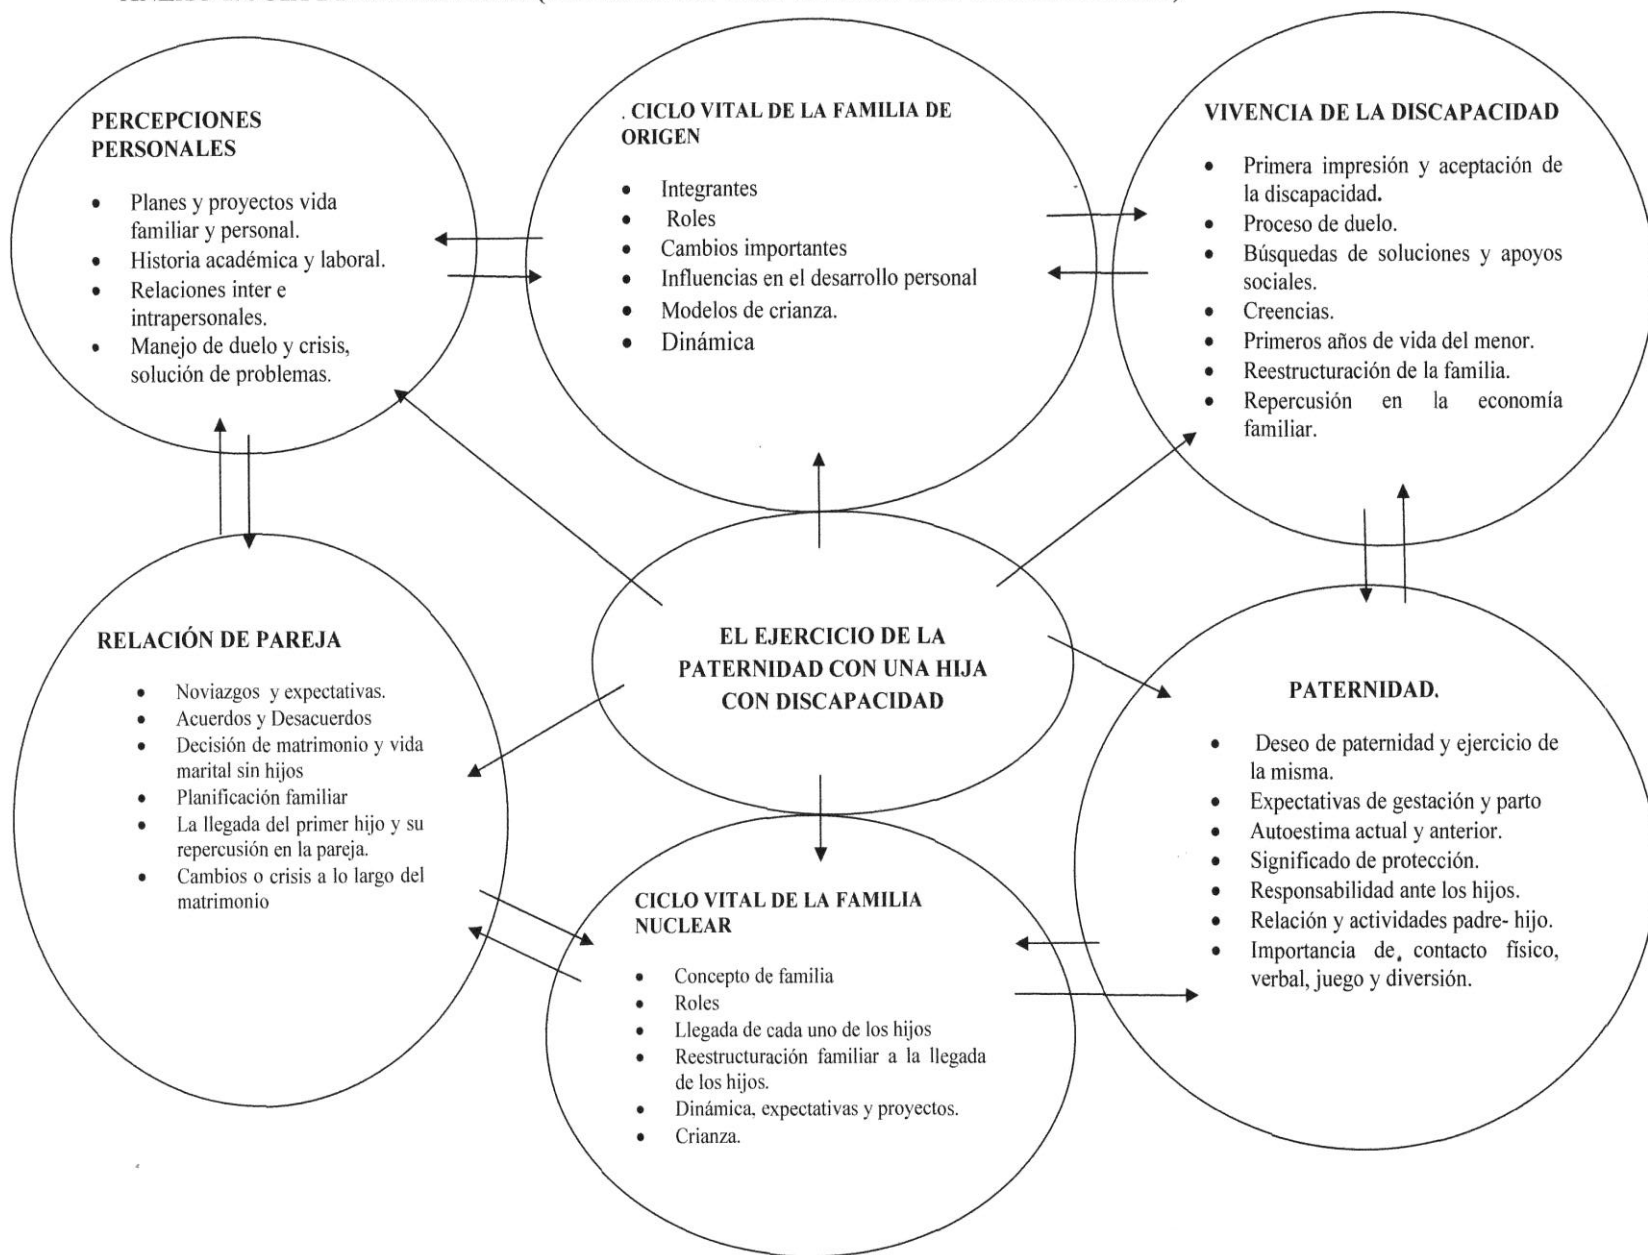 PERCEPCIONES
PERSONALES
• Planes y proyectos vida
familiar y personal.
• Historia académica y laboral.
• Relaciones inter e
intrapersonales.
• Manejo de duelo y crisis,
solución de problemas.
. CICLO VITAL DE LA FAMILIA DE
ORIGEN
• Integrantes
• Roles
• Cambios importantes
• Influencias en el desarrollo personal
• Modelos de crianza.
• Dinámica
VIVENCIA DE LA DISCAPACIDAD
• Primera impresión y aceptación de
la discapacidad.
• Proceso de duelo.
• Búsquedas de soluciones y apoyos
sociales.
• Creencias.
• Primeros años de vida del menor.
• Reestructuración de la familia.
• Repercusión en la economía
familiar.
RELACIÓN DE PAREJA
• Noviazgos y expectativas.
• Acuerdos y Desacuerdos
• Decisión de matrimonio y vida
marital sin hijos
• Planificación familiar
• La llegada del primer hijo y su
repercusión en la pareja.
• Cambios o crisis a lo largo del
matrimonio
EL EJERCICIO DE LA
PATERNIDAD CON UNA HIJA
CON DISCAPACIDAD
PATERNIDAD.
• Deseo de paternidad y ejercicio de
la misma.
• Expectativas de gestación y parto
• Autoestima actual y anterior.
• Significado de protección.
• Responsabilidad ante los hijos.
• Relación y actividades padre- hijo.
• Importancia de contacto físico,
verbal, juego y diversión.
CICLO VITAL DE LA FAMILIA
NUCLEAR
• Concepto de familia
• Roles
• Llegada de cada uno de los hijos
• Reestructuración familiar a la llegada
de los hijos.
• Dinámica, expectativas y proyectos.
• Crianza.